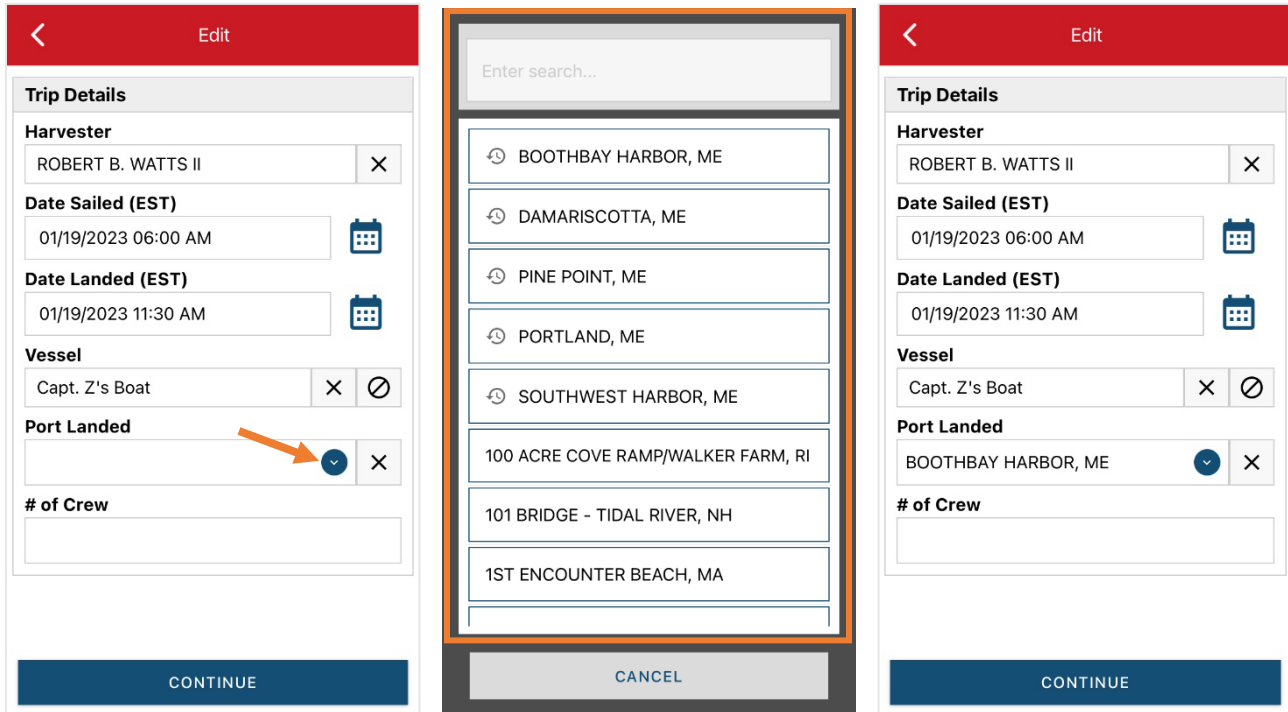 Edit
Trip Details
Harvester
ROBERT B. WATTS II
Date Sailed (EST)
01/19/2023 06:00 AM
Date Landed (EST)
01/19/2023 11:30 AM
Vessel
Capt. Z's Boat
Port Landed
# of Crew
CONTINUE
Enter search...
BOOTHBAY HARBOR, ME
DAMARISCOTTA, ME
PINE POINT, ME
PORTLAND, ME
SOUTHWEST HARBOR, ME
100 ACRE COVE RAMP/WALKER FARM, RI
101 BRIDGE - TIDAL RIVER, NH
1ST ENCOUNTER BEACH, MA
CANCEL
Edit
Trip Details
Harvester
ROBERT B. WATTS II
Date Sailed (EST)
01/19/2023 06:00 AM
Date Landed (EST)
01/19/2023 11:30 AM
Vessel
Capt. Z's Boat
Port Landed
BOOTHBAY HARBOR, ME
# of Crew
CONTINUE